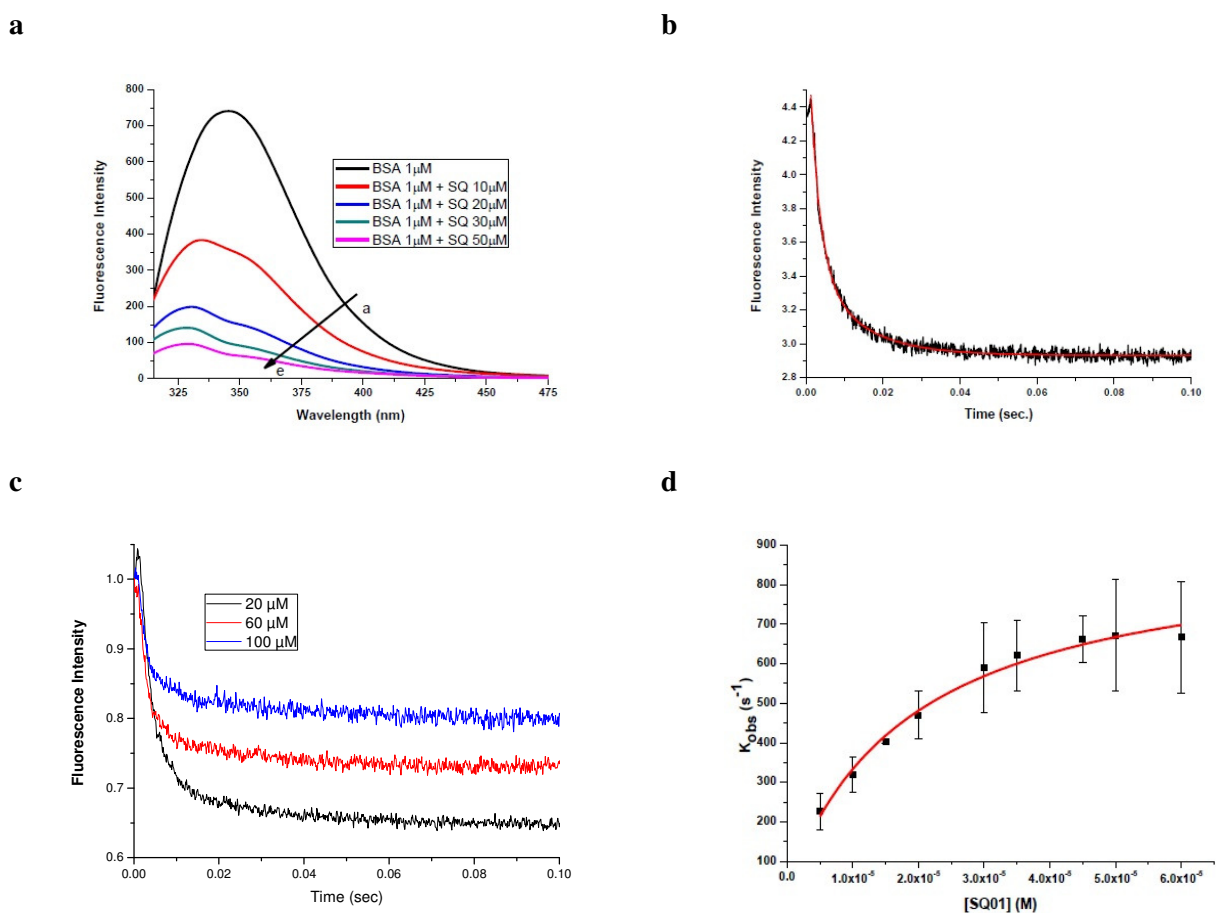 a
800
700
600
500
400
300
200
100
0
325 350 375 400 425 450 475
Fluorescence Intensity
Wavelength (nm)
BSA 1μM
BSA 1μM + SQ 10μM
BSA 1μM + SQ 20μM
BSA 1μM + SQ 30μM
BSA 1μM + SQ 50μM
a
e
b
4.4
4.2
4.0
3.8
3.6
3.4
3.2
3.0
2.8
0.00 0.02 0.04 0.06 0.08 0.10
Fluorescence Intensity
Time (sec.)
c
1.0
0.9
0.8
0.7
0.6
0.00 0.02 0.04 0.06 0.08 0.10
Fluorescence Intensity
Time (sec)
20 μM
60 μM
100 μM
d
900
800
700
600
500
400
300
200
100
0.0 1.0x10⁻⁵ 2.0x10⁻⁵ 3.0x10⁻⁵ 4.0x10⁻⁵ 5.0x10⁻⁵ 6.0x10⁻⁵
K obs (s⁻¹)
[SQ01] (M)